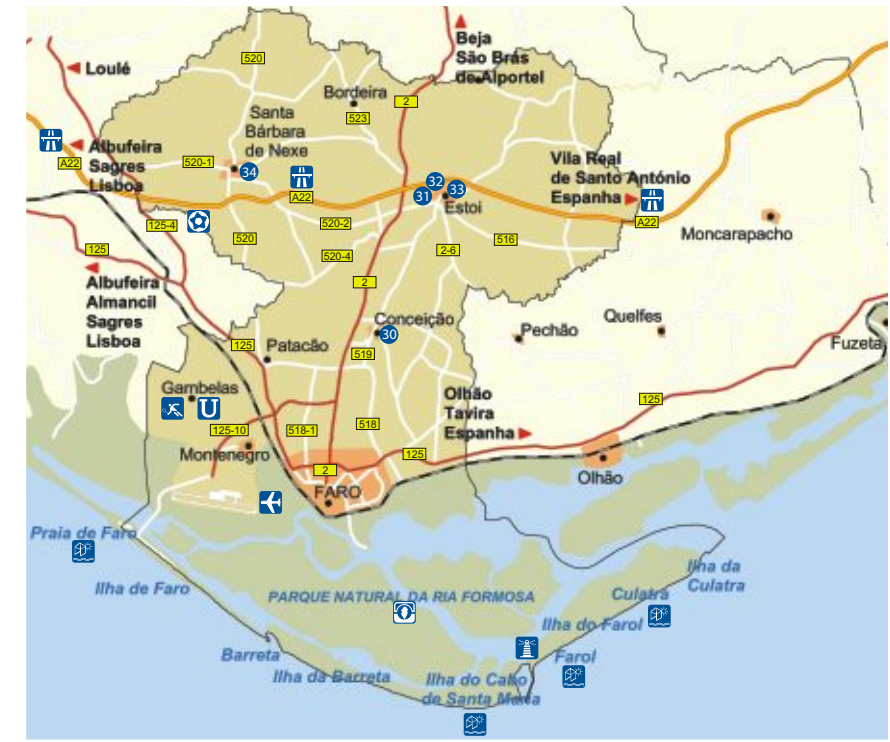 Beja
São Brás
de Alportel
Loulé
520
Bordeira
2
523
Santa
Bárbara
de Nexe
Albufeira
Sagres
Lisboa
A22
520-1
34
A22
32
31
33
Estoi
Vila Real
de Santo António
Espanha
A22
Moncarapacho
125-4
520-2
520
516
125
520-4
2-6
2
Albufeira
Almancil
Sagres
Lisboa
Conceição
30
Quelfes
Pechão
Fuzeta
125
Patacão
519
Gambelas
Olhão
Tavira
Espanha
125
125-10
518-1
518
Montenegro
125
2
Olhão
FARO
Praia de Faro
Ilha de Faro
PARQUE NATURAL DA RIA FORMOSA
Ilha da
Culatra
Culatra
Ilha do Farol
Barreta
Farol
Ilha da Barreta
Ilha do Cabo
de Santa Maria
U